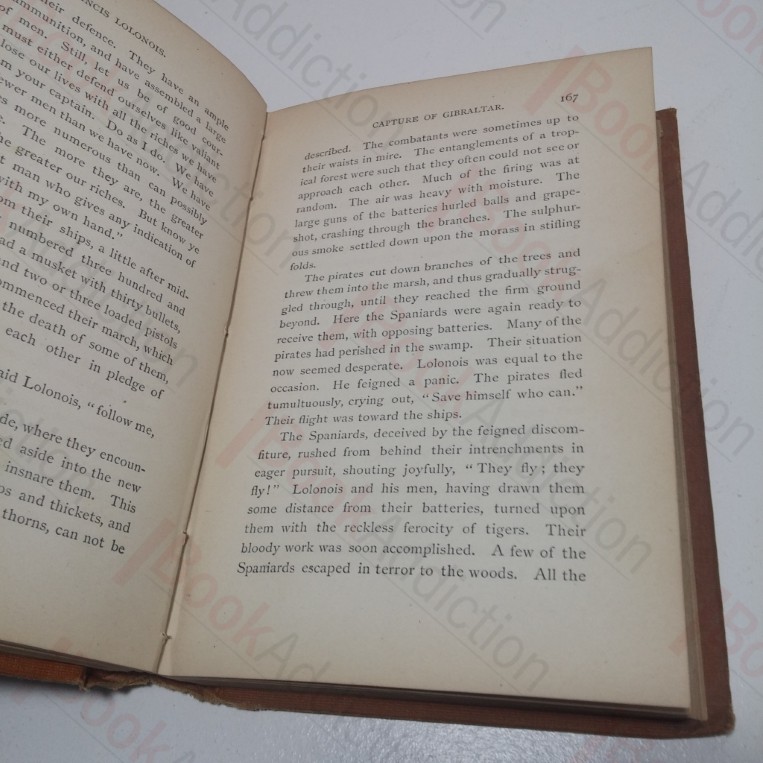 NCIS LOLONOIS.
heir defence. They have an ample
ammunition, and have assembled a large
of men. Still, let us be of good cour-
must either defend ourselves like valiant
lose our lives with all the riches we have
m your captain. Do as I do. We have
ewer men than we have now. We have
rs more numerous than can possibly
e. The more they are, the greater
he greater our riches. But know ye
t man who gives any indication of
with my own hand."
om their ships, a little after mid-
numbered three hundred and
ad a musket with thirty bullets,
nd two or three loaded pistols
ommenced their march, which
the death of some of them,
each other in pledge of
aid Lolonois, "follow me,
de, where they encoun-
ed aside into the new
insnare them. This
os and thickets, and
thorns, can not be
CAPTURE OF GIBRALTAR. 167
described. The combatants were sometimes up to
their waists in mire. The entanglements of a trop-
ical forest were such that they often could not see or
approach each other. Much of the firing was at
random. The air was heavy with moisture. The
large guns of the batteries hurled balls and grape-
shot, crashing through the branches. The sulphur-
ous smoke settled down upon the morass in stifling
folds.
The pirates cut down branches of the trees and
threw them into the marsh, and thus gradually strug-
gled through, until they reached the firm ground
beyond. Here the Spaniards were again ready to
receive them, with opposing batteries. Many of the
pirates had perished in the swamp. Their situation
now seemed desperate. Lolonois was equal to the
occasion. He feigned a panic. The pirates fled
tumultuously, crying out, "Save himself who can."
Their flight was toward the ships.
The Spaniards, deceived by the feigned discom-
fiture, rushed from behind their intrenchments in
eager pursuit, shouting joyfully, "They fly; they
fly!" Lolonois and his men, having drawn them
some distance from their batteries, turned upon
them with the reckless ferocity of tigers. Their
bloody work was soon accomplished. A few of the
Spaniards escaped in terror to the woods. All the
BookAddiction